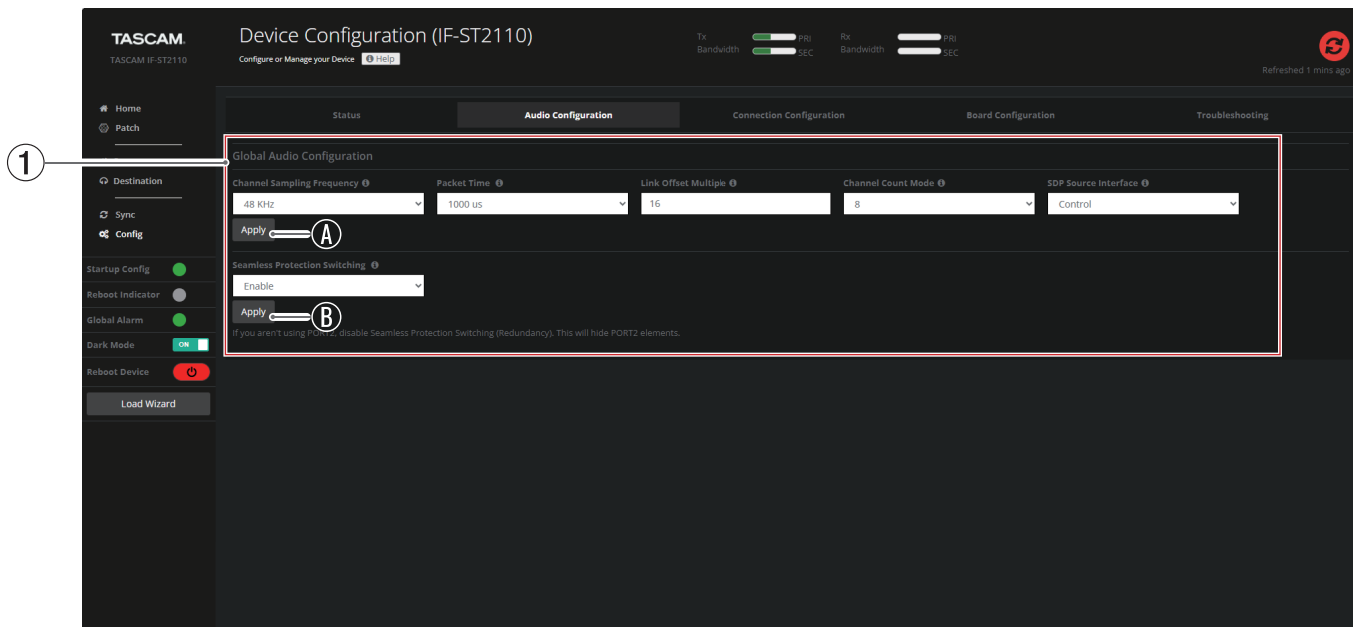 TASCAM
TASCAM IF-ST2110
Device Configuration (IF-ST2110)
Configure or Manage your Device Help
Tx Bandwidth PRI SEC
Rx Bandwidth PRI SEC
Refreshed 1 mins ago
Home
Patch
Destination
Sync
Config
Startup Config
Reboot Indicator
Global Alarm
Dark Mode ON
Reboot Device
Load Wizard
Status Audio Configuration Connection Configuration Board Configuration Troubleshooting
1
Global Audio Configuration
Channel Sampling Frequency Packet Time Link Offset Multiple Channel Count Mode SDP Source Interface
48 KHz 1000 us 16 8 Control
Apply A
Seamless Protection Switching
Enable
Apply B
If you aren't using PORT2, disable Seamless Protection Switching (Redundancy). This will hide PORT2 elements.